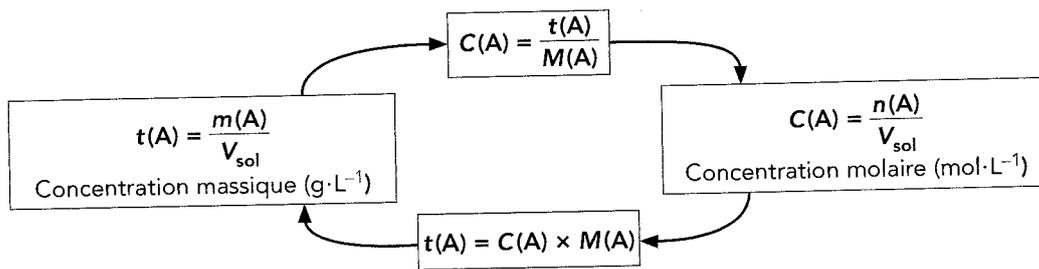 C(A) = t(A) / M(A)
t(A) = m(A) / V_sol
Concentration massique (g·L⁻¹)
C(A) = n(A) / V_sol
Concentration molaire (mol·L⁻¹)
t(A) = C(A) × M(A)